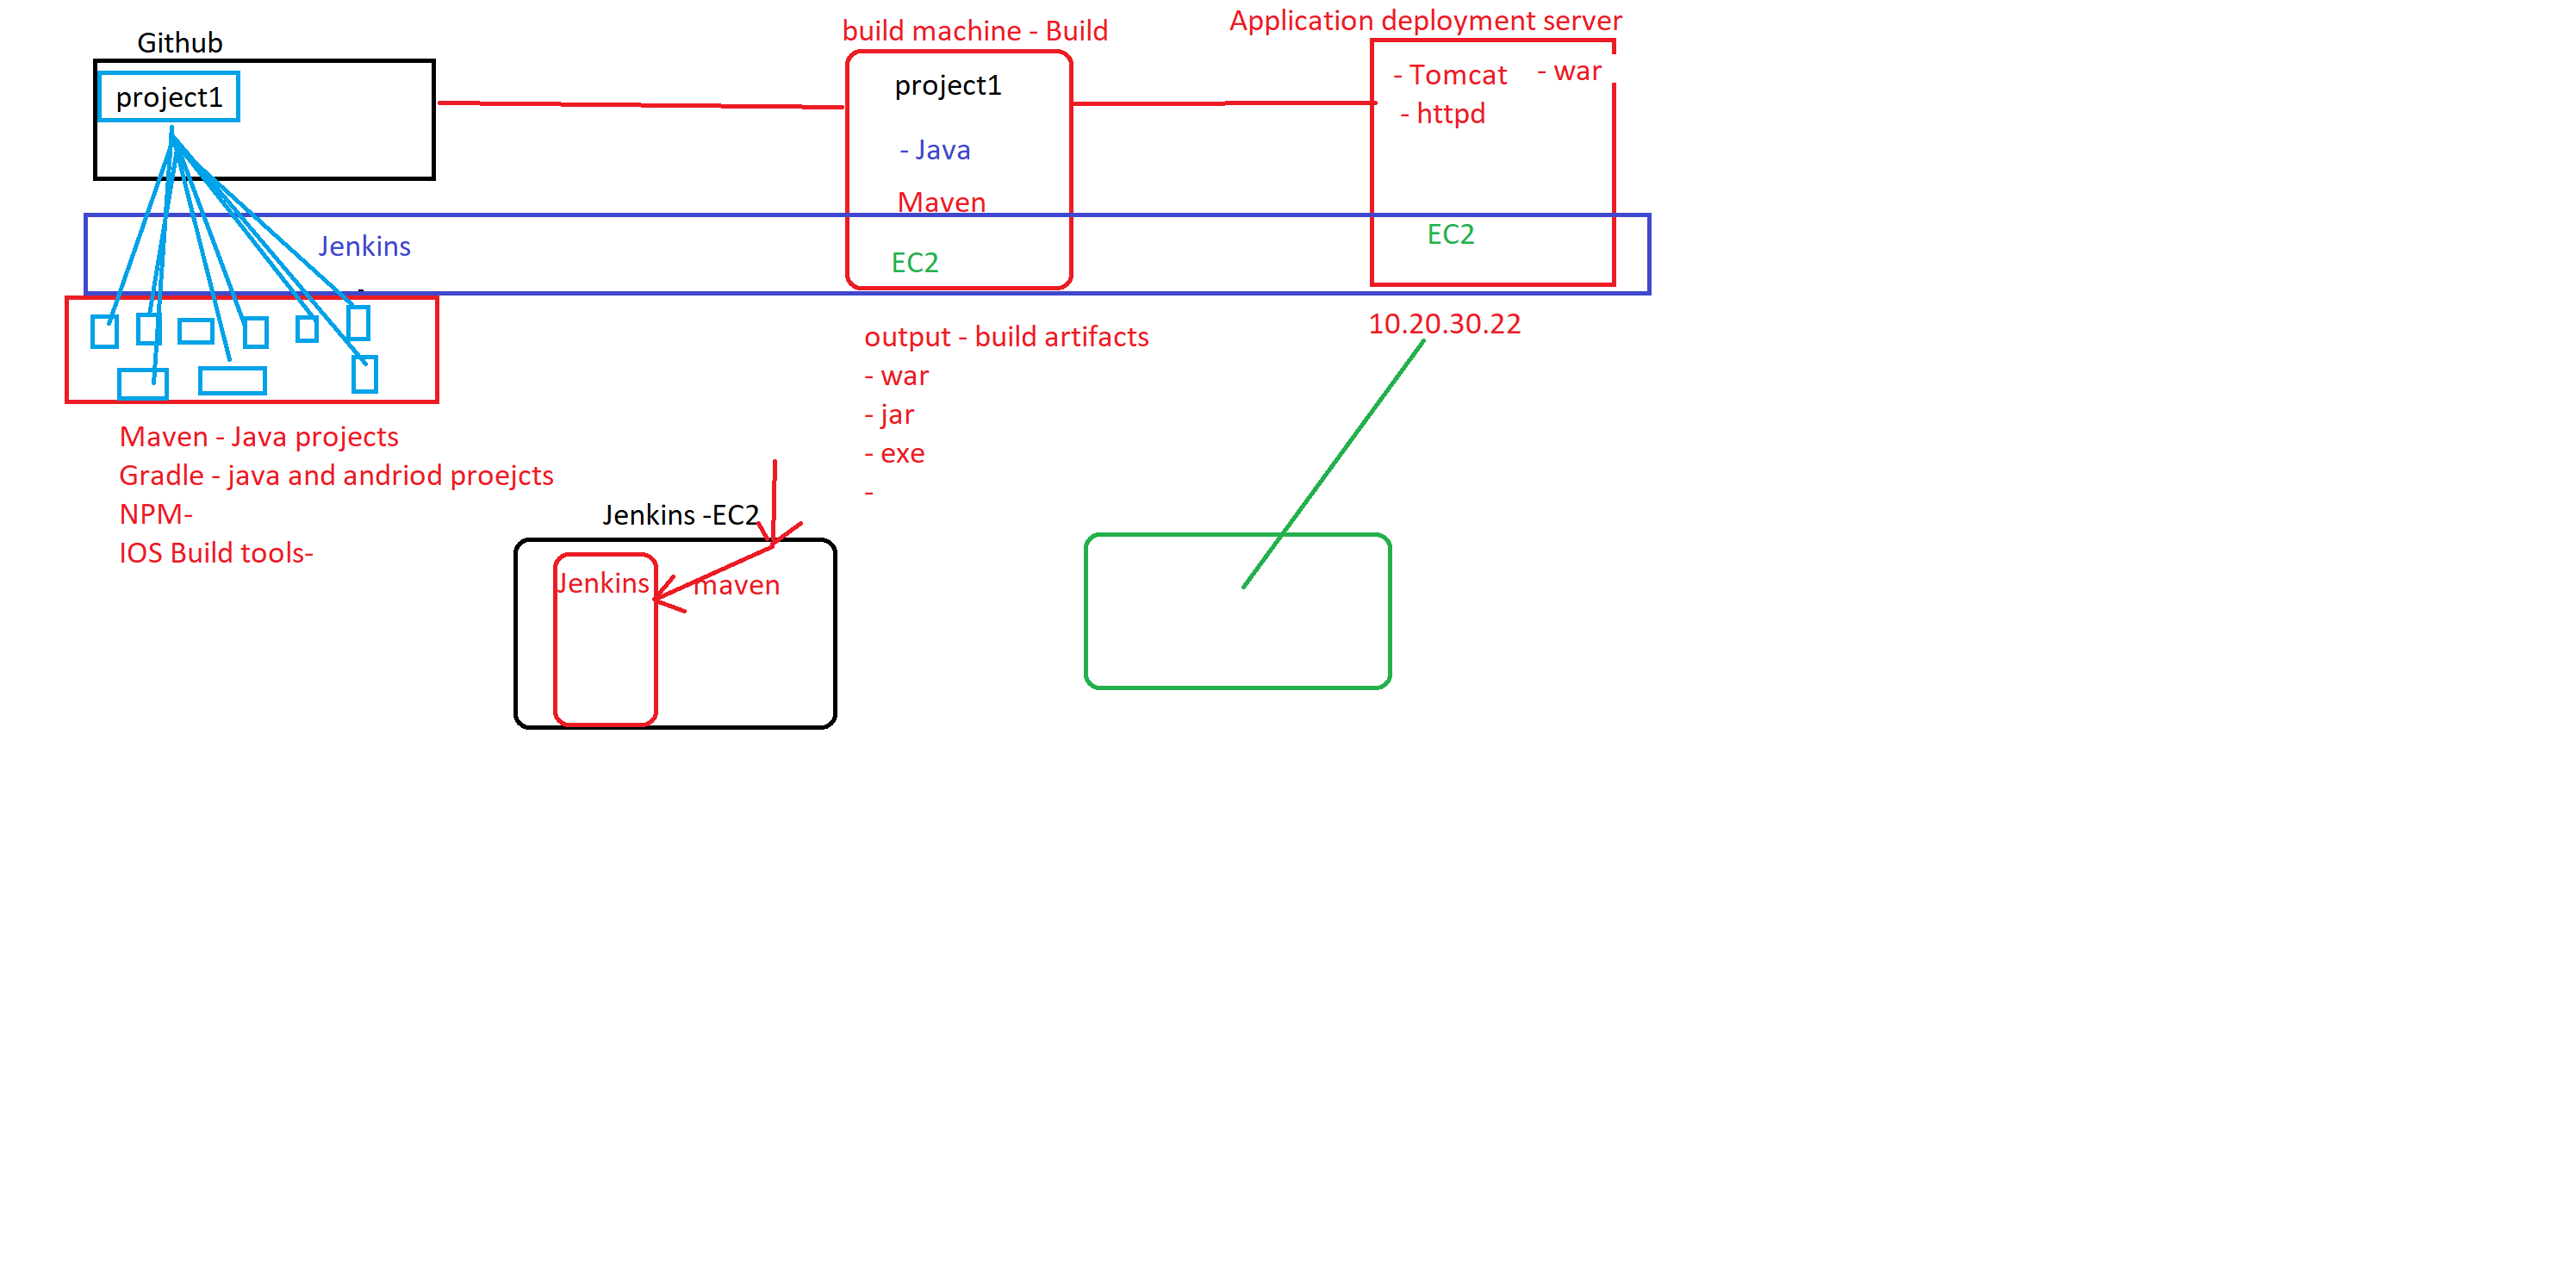 Github
project1
build machine - Build
project1
- Java
Maven
EC2
Application deployment server
- Tomcat
- war
- httpd
EC2
Jenkins
10.20.30.22
output - build artifacts
- war
- jar
- exe
-
Maven - Java projects
Gradle - java and andriod proejcts
NPM-
IOS Build tools-
Jenkins -EC2
Jenkins
maven